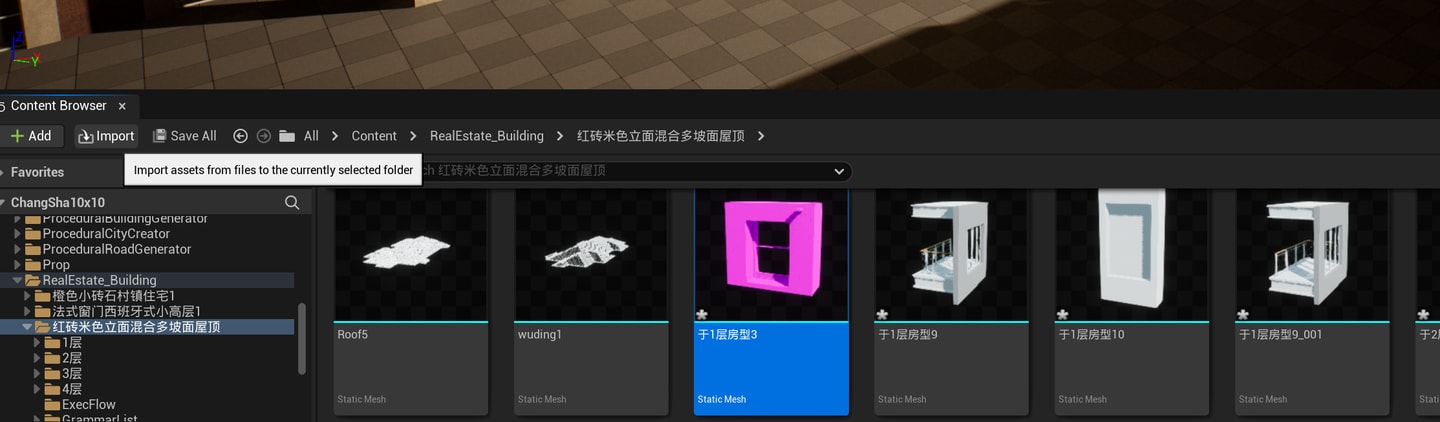 Z
Y
Content Browser
Add
Import
Save All
All
Content
RealEstate_Building
红砖米色立面混合多坡面屋顶
Import assets from files to the currently selected folder
Favorites
ch 红砖米色立面混合多坡面屋顶
ChangSha10x10
ProceduralBuildingGenerator
ProceduralCityCreator
ProceduralRoadGenerator
Prop
RealEstate_Building
橙色小砖石村镇住宅1
法式窗门西班牙式小高层1
红砖米色立面混合多坡面屋顶
1层
2层
3层
4层
ExecFlow
GrammarList
Roof5
Static Mesh
wuding1
Static Mesh
于1层房型3
Static Mesh
于1层房型9
Static Mesh
于1层房型10
Static Mesh
于1层房型9_001
Static Mesh
于2层
Static Mesh